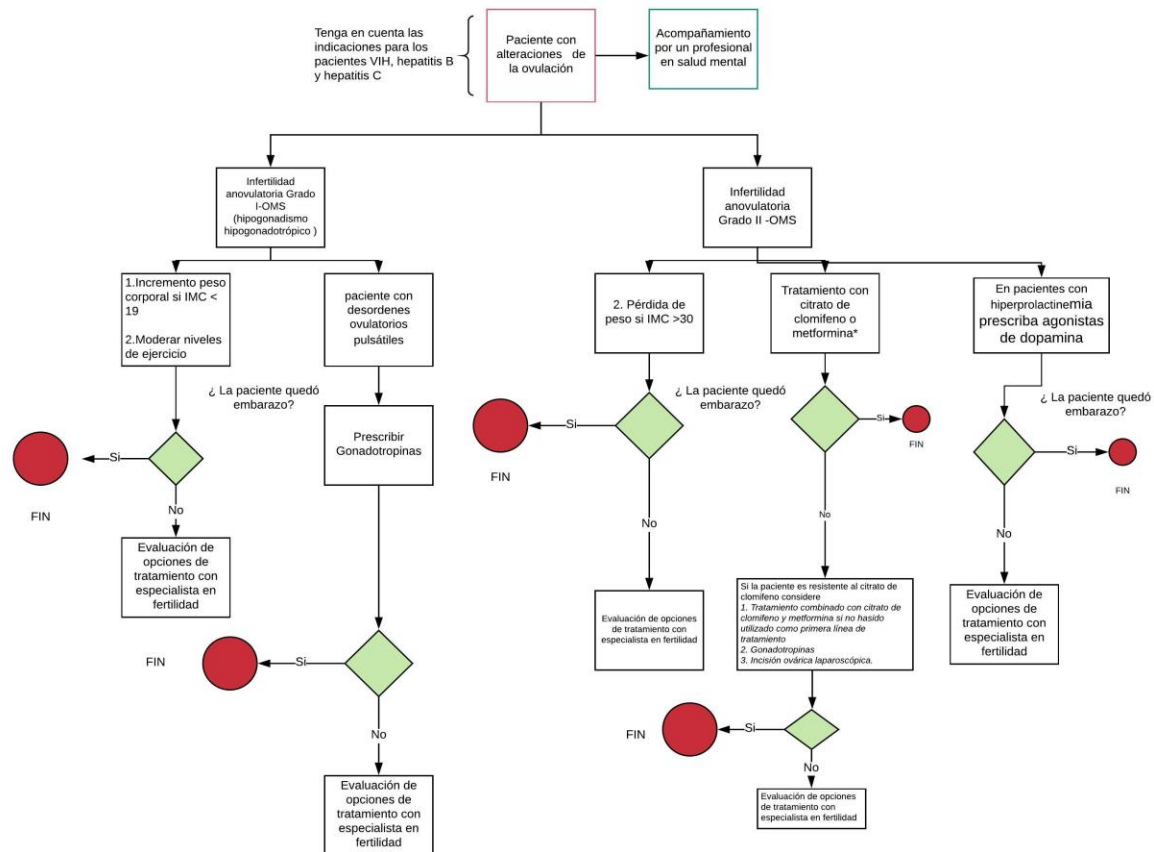 Tenga en cuenta las
indicaciones para los
pacientes VIH, hepatitis B
y hepatitis C
Paciente con
alteraciones de
la ovulación
Acompañamiento
por un profesional
en salud mental
Infertilidad
anovulatoria Grado
I-OMS
(hipogonadismo
hipogonadotrópico )
Infertilidad
anovulatoria
Grado II -OMS
1.Incremento peso
corporal si IMC <
19
2.Moderar niveles
de ejercicio
paciente con
desordenes
ovulatorios
pulsátiles
2. Pérdida de
peso si IMC >30
Tratamiento con
citrato de
clomifeno o
metformina*
En pacientes con
hiperprolactinemia
prescriba agonistas
de dopamina
¿ La paciente quedó
embarazo?
¿ La paciente quedó
embarazo?
¿ La paciente quedó
embarazo?
Prescribir
Gonadotropinas
Si
FIN
No
Evaluación de
opciones de
tratamiento con
especialista en
fertilidad
Si
FIN
No
Evaluación de
opciones de
tratamiento con
especialista en
fertilidad
Si
FIN
No
Evaluación de opciones
de tratamiento con
especialista en fertilidad
Si
FIN
No
Si la paciente es resistente al citrato de
clomifeno considere
1. Tratamiento combinado con citrato de
clomifeno y metformina si no hasido
utilizado como primera línea de
tratamiento
2. Gonadotropinas
3. Incisión ovárica laparoscópica.
Si
FIN
No
Evaluación de opciones
de tratamiento con
especialista en fertilidad
Si
FIN
No
Evaluación de
opciones de
tratamiento con
especialista en
fertilidad